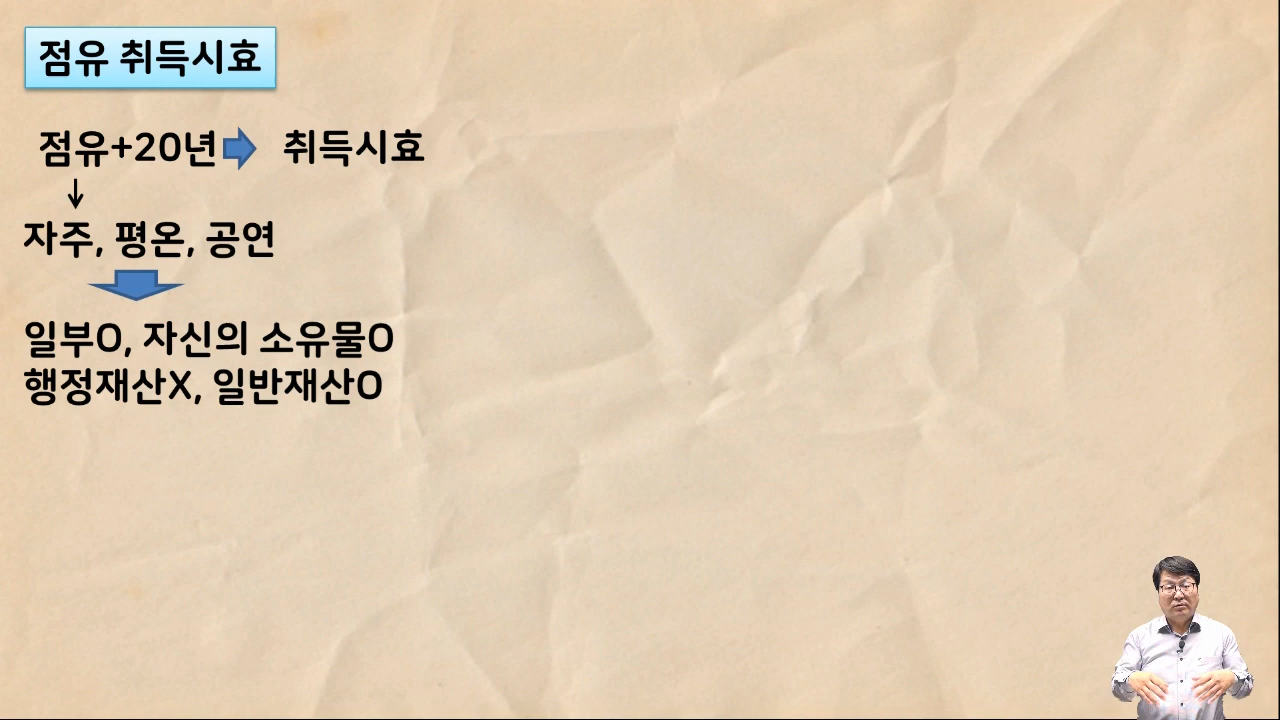 점유 취득시효
점유+20년 취득시효
자주, 평온, 공연
일부O, 자신의 소유물O
행정재산X, 일반재산O